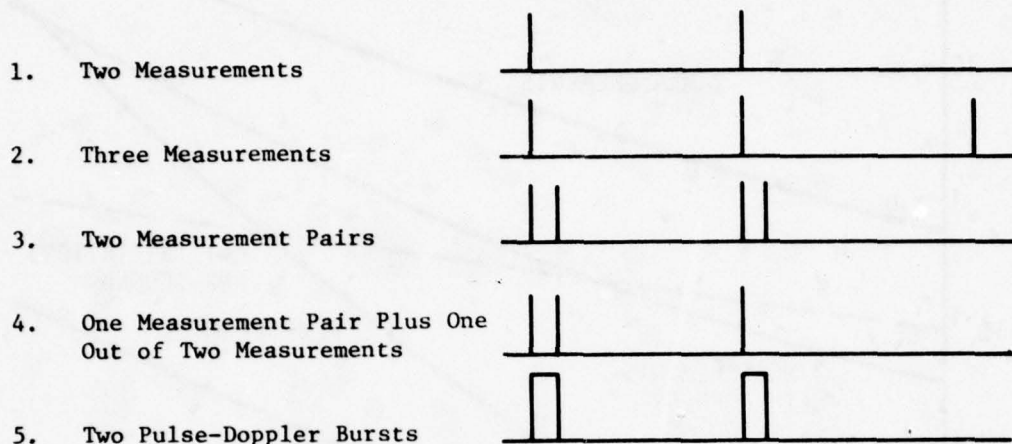 1. Two Measurements
2. Three Measurements
3. Two Measurement Pairs
4. One Measurement Pair Plus One
Out of Two Measurements
5. Two Pulse-Doppler Bursts